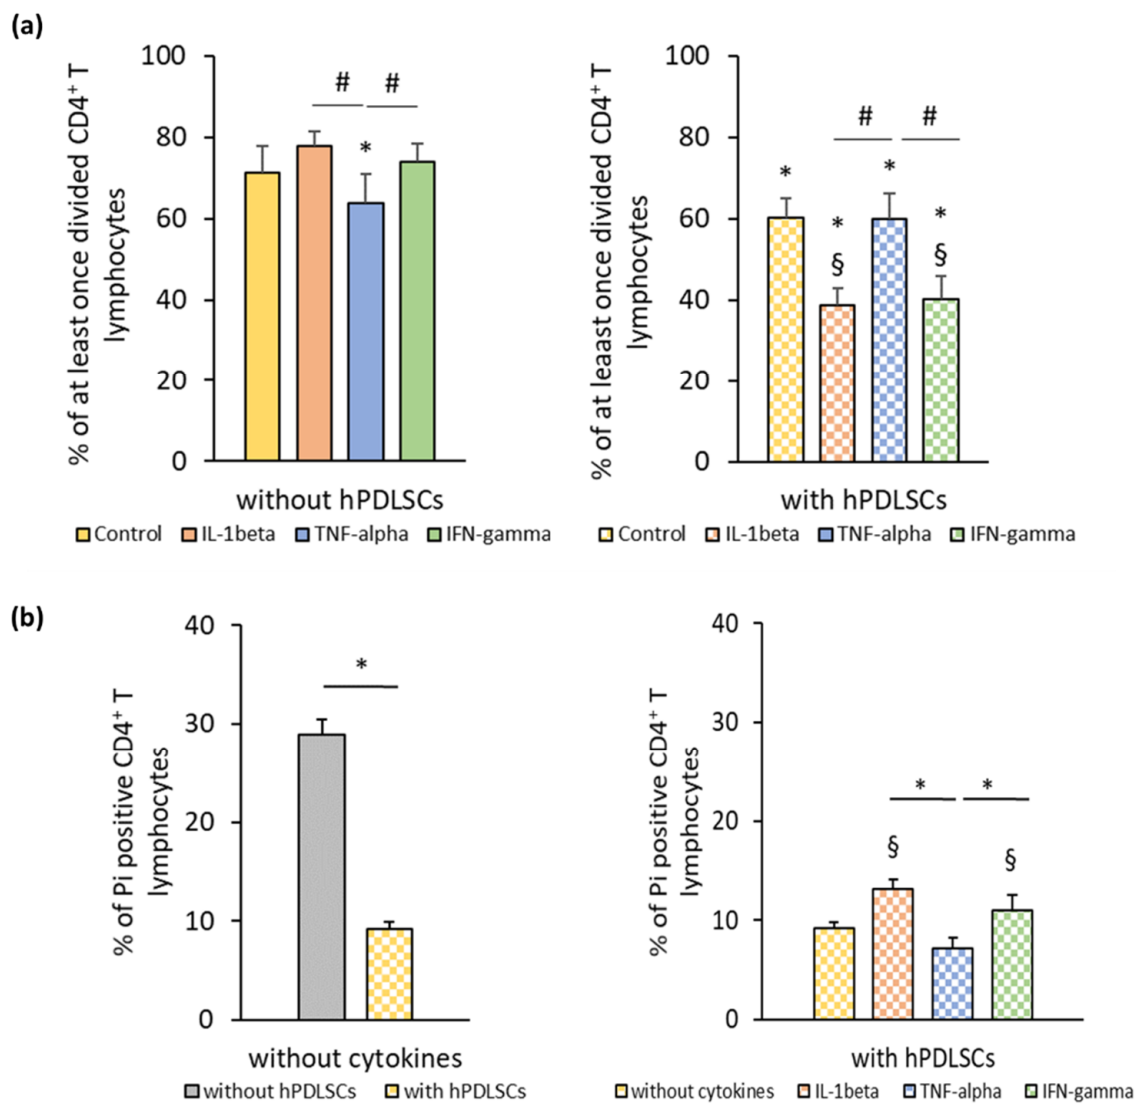 (a)
100
80
60
40
20
0
% of at least once divided CD4⁺ T
lymphocytes
# #
*
without hPDLSCs
Control IL-1beta TNF-alpha IFN-gamma
100
80
60
40
20
0
% of at leaast once divided CD4⁺ T
lymphocytes
# #
* * * *
§ §
with hPDLSCs
Control IL-1beta TNF-alpha IFN-gamma
(b)
40
30
20
10
0
% of Pi positive CD4⁺ T
lymphocytes
*
without cytokines
without hPDLSCs with hPDLSCs
40
30
20
10
0
% of Pi positive CD4⁺ T
lymphocytes
* *
§ §
with hPDLSCs
without cytokines IL-1beta TNF-alpha IFN-gamma